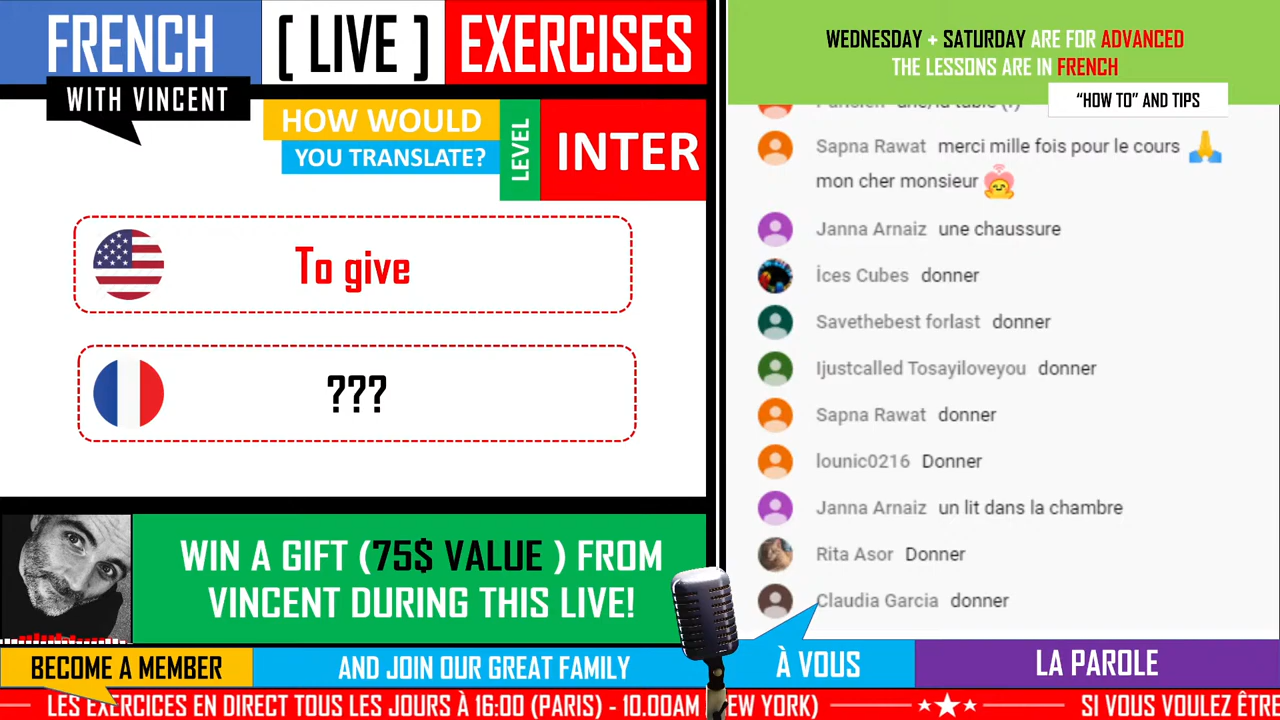 FRENCH
WITH VINCENT
[ LIVE ]
EXERCISES
HOW WOULD
YOU TRANSLATE?
LEVEL
INTER
To give
???
WIN A GIFT (75$ VALUE ) FROM
VINCENT DURING THIS LIVE!
BECOME A MEMBER
AND JOIN OUR GREAT FAMILY
WEDNESDAY + SATURDAY ARE FOR ADVANCED
THE LESSONS ARE IN FRENCH
"HOW TO" AND TIPS
Sapna Rawat merci mille fois pour le cours
mon cher monsieur
Janna Arnaiz une chaussure
İces Cubes donner
Savethebest forlast donner
Ijustcalled Tosayiloveyou donner
Sapna Rawat donner
lounic0216 Donner
Janna Arnaiz un lit dans la chambre
Rita Asor Donner
Claudia Garcia donner
À VOUS
LA PAROLE
LES EXERCICES EN DIRECT TOUS LES JOURS À 16:00 (PARIS) - 10.00AM EW YORK)
SI VOUS VOULEZ ÊTRE